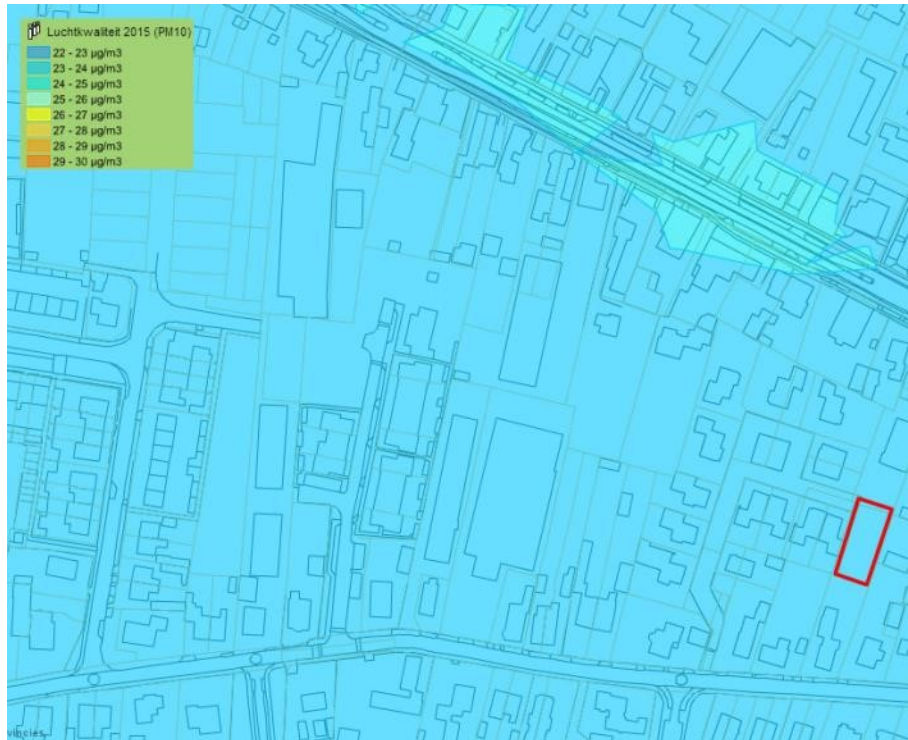 Luchtkwaliteit 2015 (PM10)
22 - 23 µg/m3
23 - 24 µg/m3
24 - 25 µg/m3
25 - 26 µg/m3
26 - 27 µg/m3
27 - 28 µg/m3
28 - 29 µg/m3
29 - 30 µg/m3